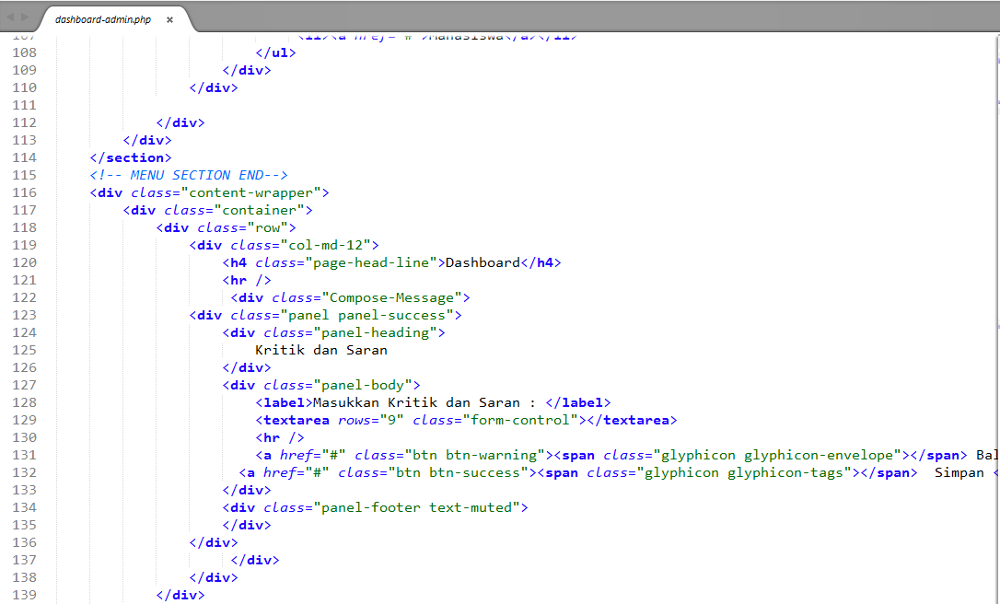 dashboard-admin.php ×
107 <li><a href="#">Mahasiswa</a></li>
108 </ul>
109 </div>
110 </div>
111
112 </div>
113 </div>
114 </section>
115 <!-- MENU SECTION END-->
116 <div class="content-wrapper">
117 <div class="container">
118 <div class="row">
119 <div class="col-md-12">
120 <h4 class="page-head-line">Dashboard</h4>
121 <hr />
122 <div class="Compose-Message">
123 <div class="panel panel-success">
124 <div class="panel-heading">
125 Kritik dan Saran
126 </div>
127 <div class="panel-body">
128 <label>Masukkan Kritik dan Saran : </label>
129 <textarea rows="9" class="form-control"></textarea>
130 <hr />
131 <a href="#" class="btn btn-warning"><span class="glyphicon glyphicon-envelope"></span> Bal
132 <a href="#" class="btn btn-success"><span class="glyphicon glyphicon-tags"></span>  Simpan <
133 </div>
134 <div class="panel-footer text-muted">
135 </div>
136 </div>
137 </div>
138 </div>
139 </div>